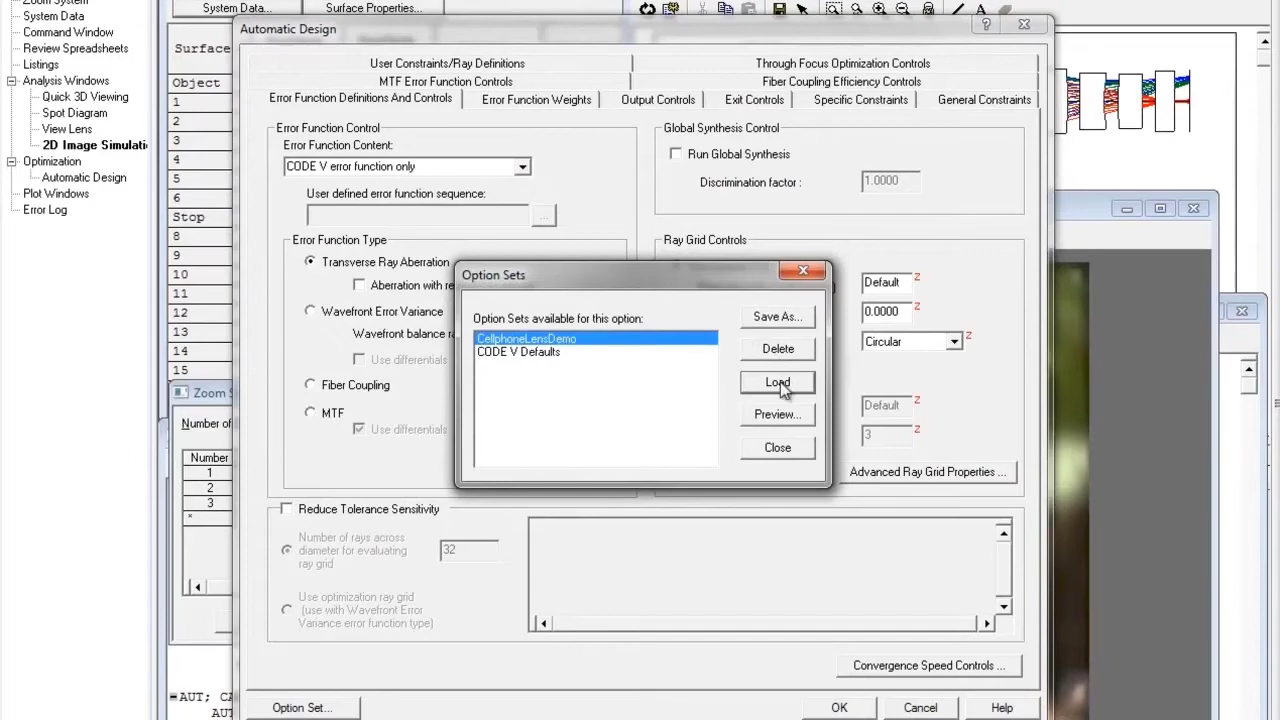 Zoom System
System Data
Command Window
Review Spreadsheets
Listings
Analysis Windows
Quick 3D Viewing
Spot Diagram
View Lens
2D Image Simulati
Optimization
Automatic Design
Plot Windows
Error Log
System Data...
Surface Properties...
Surface
Object
1
2
3
4
5
6
Stop
8
9
10
11
12
13
14
15
Zoom S
Number of
Number
1
2
3
*
=AUT; CA
AUT
Automatic Design
User Constraints/Ray Definitions
Through Focus Optimization Controls
MTF Error Function Controls
Fiber Coupling Efficiency Controls
Error Function Definitions And Controls
Error Function Weights
Output Controls
Exit Controls
Specific Constraints
General Constraints
Error Function Control
Error Function Content:
CODE V error function only
User defined error function sequence:
...
Error Function Type
Transverse Ray Aberration
Aberration with re
Wavefront Error Variance
Wavefront balance ra
Use differentials
Fiber Coupling
MTF
Use differentials
Global Synthesis Control
Run Global Synthesis
Discrimination factor :
1.0000
Ray Grid Controls
Default z
0.0000 z
Circular z
Default z
3 z
Advanced Ray Grid Properties ...
Option Sets
Option Sets available for this option:
CellphoneLensDemo
CODE V Defaults
Save As...
Delete
Load
Preview...
Close
Reduce Tolerance Sensitivity
Number of rays across
diameter for evaluating
ray grid
32
Use optimization ray grid
(use with Wavefront Error
Variance error function type)
Convergence Speed Controls ...
Option Set...
OK
Cancel
Help